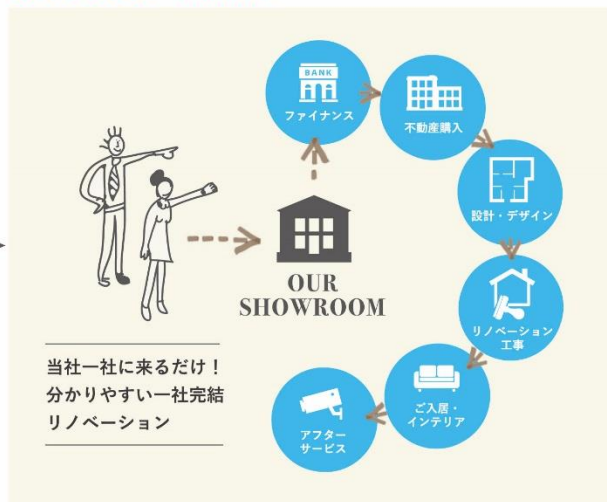 BANK
ファイナンス
不動産購入
設計・デザイン
リノベーション
工事
ご入居・
インテリア
アフター
サービス
OUR
SHOWROOM
当社一社に来るだけ！
分かりやすい一社完結
リノベーション